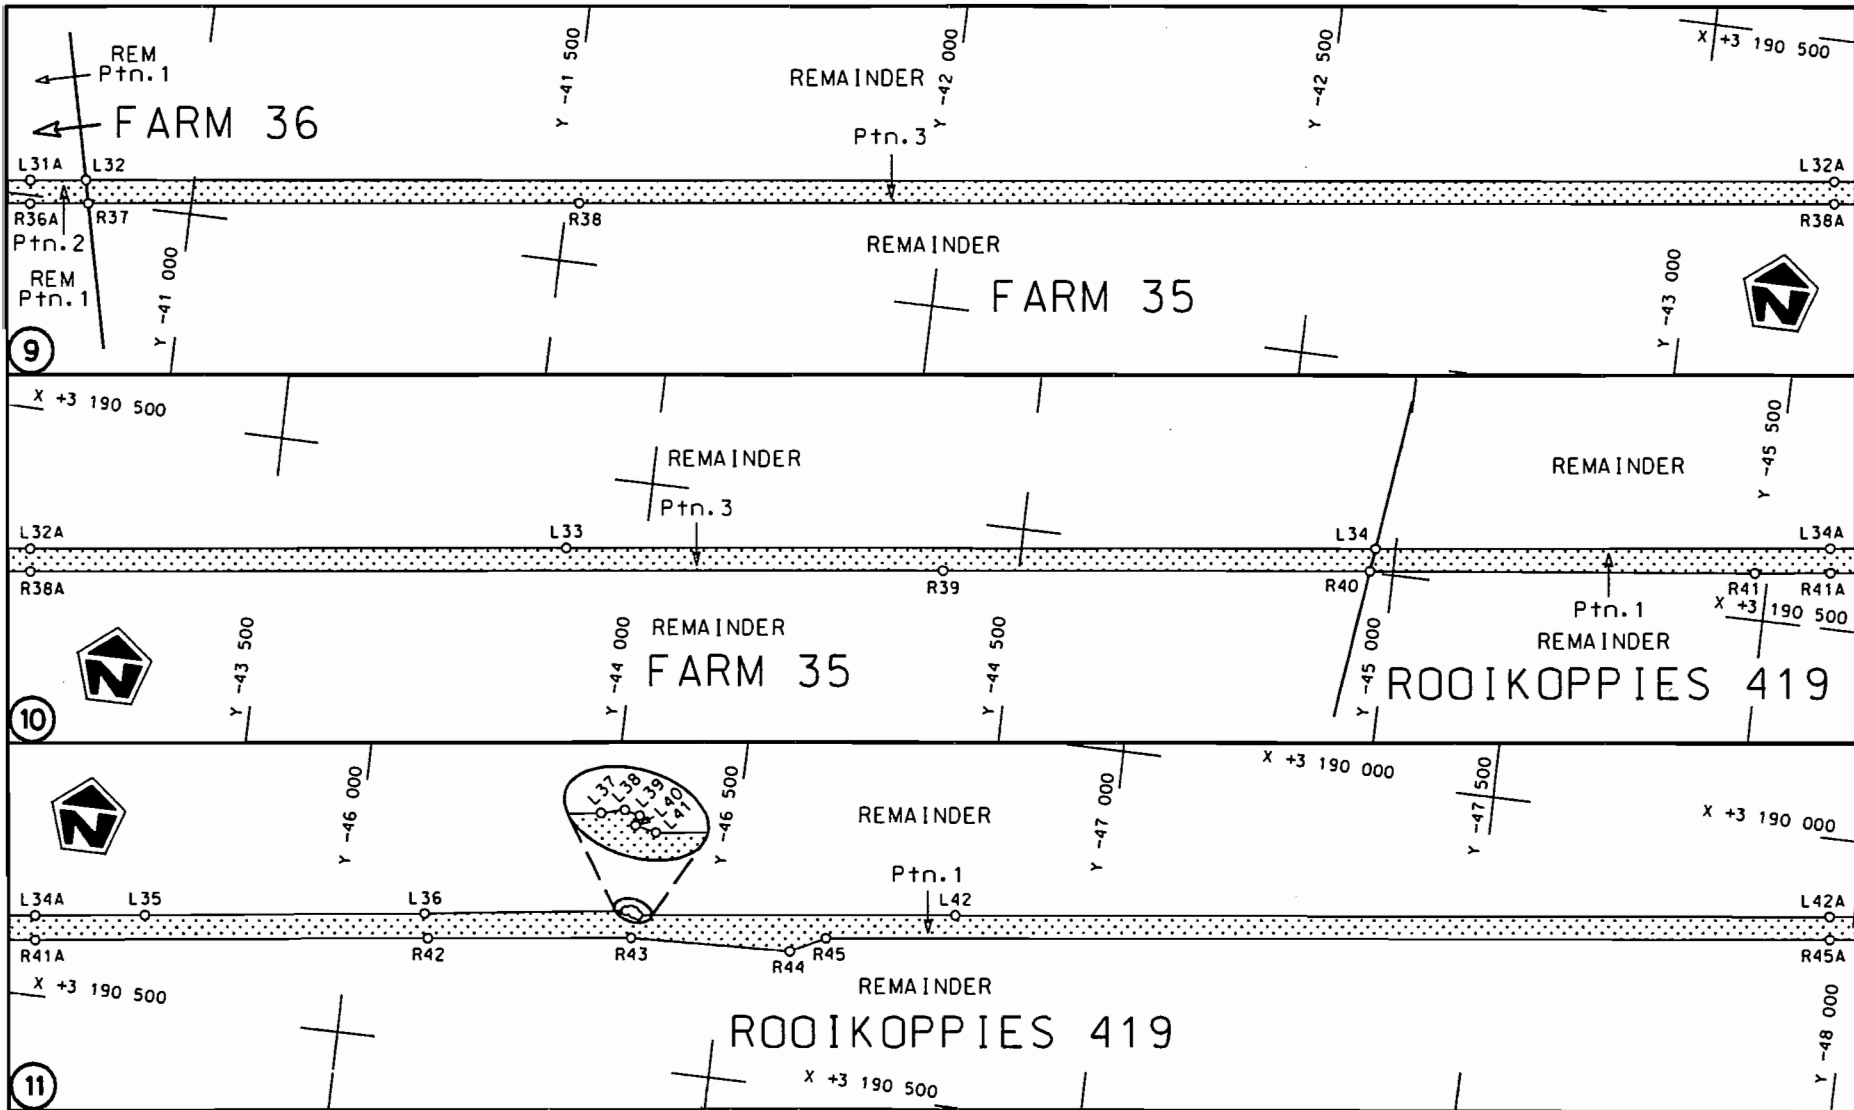 REM
Ptn.1
FARM 36
Y -41 500
REMAINDER
Y -42 000
Y -42 500
X +3 190 500
Ptn.3
L31A
L32
L32A
R36A
R37
R38
R38A
Ptn.2
REM
Ptn.1
Y -41 000
REMAINDER
FARM 35
Y -43 000
N
9
X +3 190 500
REMAINDER
Ptn.3
REMAINDER
Y -45 500
L32A
L33
L34
L34A
R38A
R39
R40
R41
R41A
Ptn.1
X +3 190 500
N
Y -43 500
Y -44 000
REMAINDER
FARM 35
Y -44 500
Y -45 000
REMAINDER
ROOIKOPPIES 419
10
N
Y -46 000
L37
L38
L39
L40
L41
Y -46 500
REMAINDER
Y -47 000
X +3 190 000
Y -47 500
X +3 190 000
Ptn.1
L34A
L35
L36
L42
L42A
R41A
R42
R43
R44
R45
R45A
X +3 190 500
REMAINDER
ROOIKOPPIES 419
Y -48 000
X +3 190 500
11